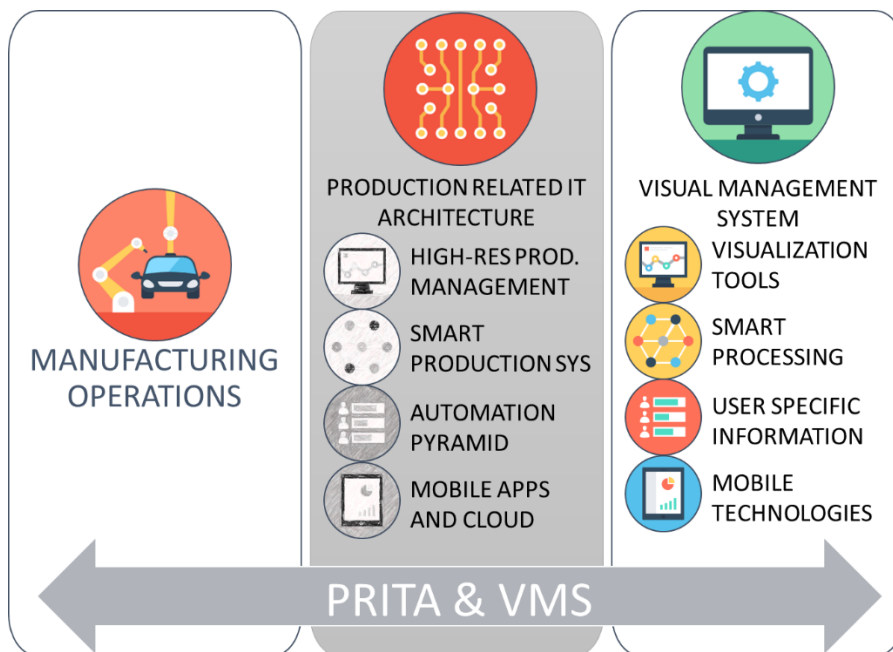 MANUFACTURING
OPERATIONS
PRODUCTION RELATED IT
ARCHITECTURE
HIGH-RES PROD.
MANAGEMENT
SMART
PRODUCTION SYS
AUTOMATION
PYRAMID
MOBILE APPS
AND CLOUD
VISUAL MANAGEMENT
SYSTEM
VISUALIZATION
TOOLS
SMART
PROCESSING
USER SPECIFIC
INFORMATION
MOBILE
TECHNOLOGIES
PRITA & VMS